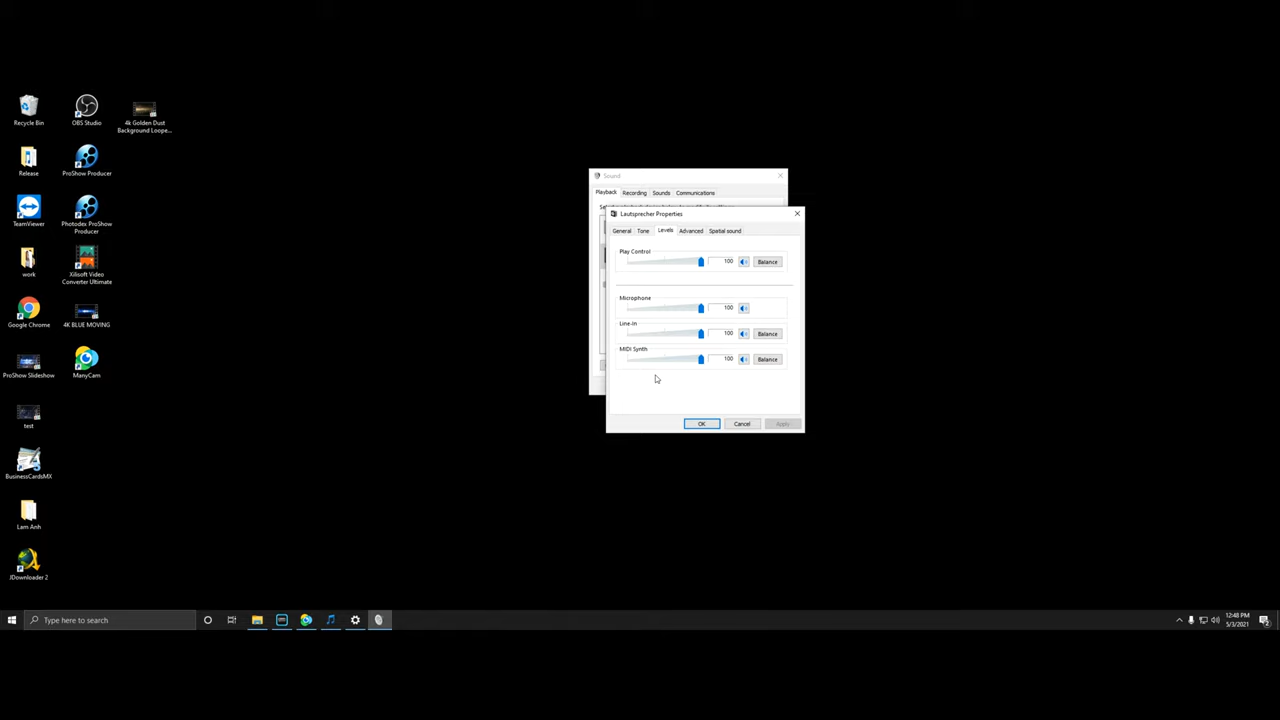 Recycle Bin
OBS Studio
4k Golden Dust
Background Loope...
Release
ProShow Producer
TeamViewer
Photodex ProShow
Producer
work
Xilisoft Video
Converter Ultimate
Google Chrome
4K BLUE MOVING
ProShow Slideshow
ManyCam
test
BusinessCardsMX
Lam Anh
JDownloader 2
Sound
Playback
Recording
Sounds
Communications
Lautsprecher Properties
General
Tone
Levels
Advanced
Spatial sound
Play Control
100
Balance
Microphone
100
Line-In
100
Balance
MIDI Synth
100
Balance
OK
Cancel
Apply
Type here to search
12:48 PM
5/3/2021